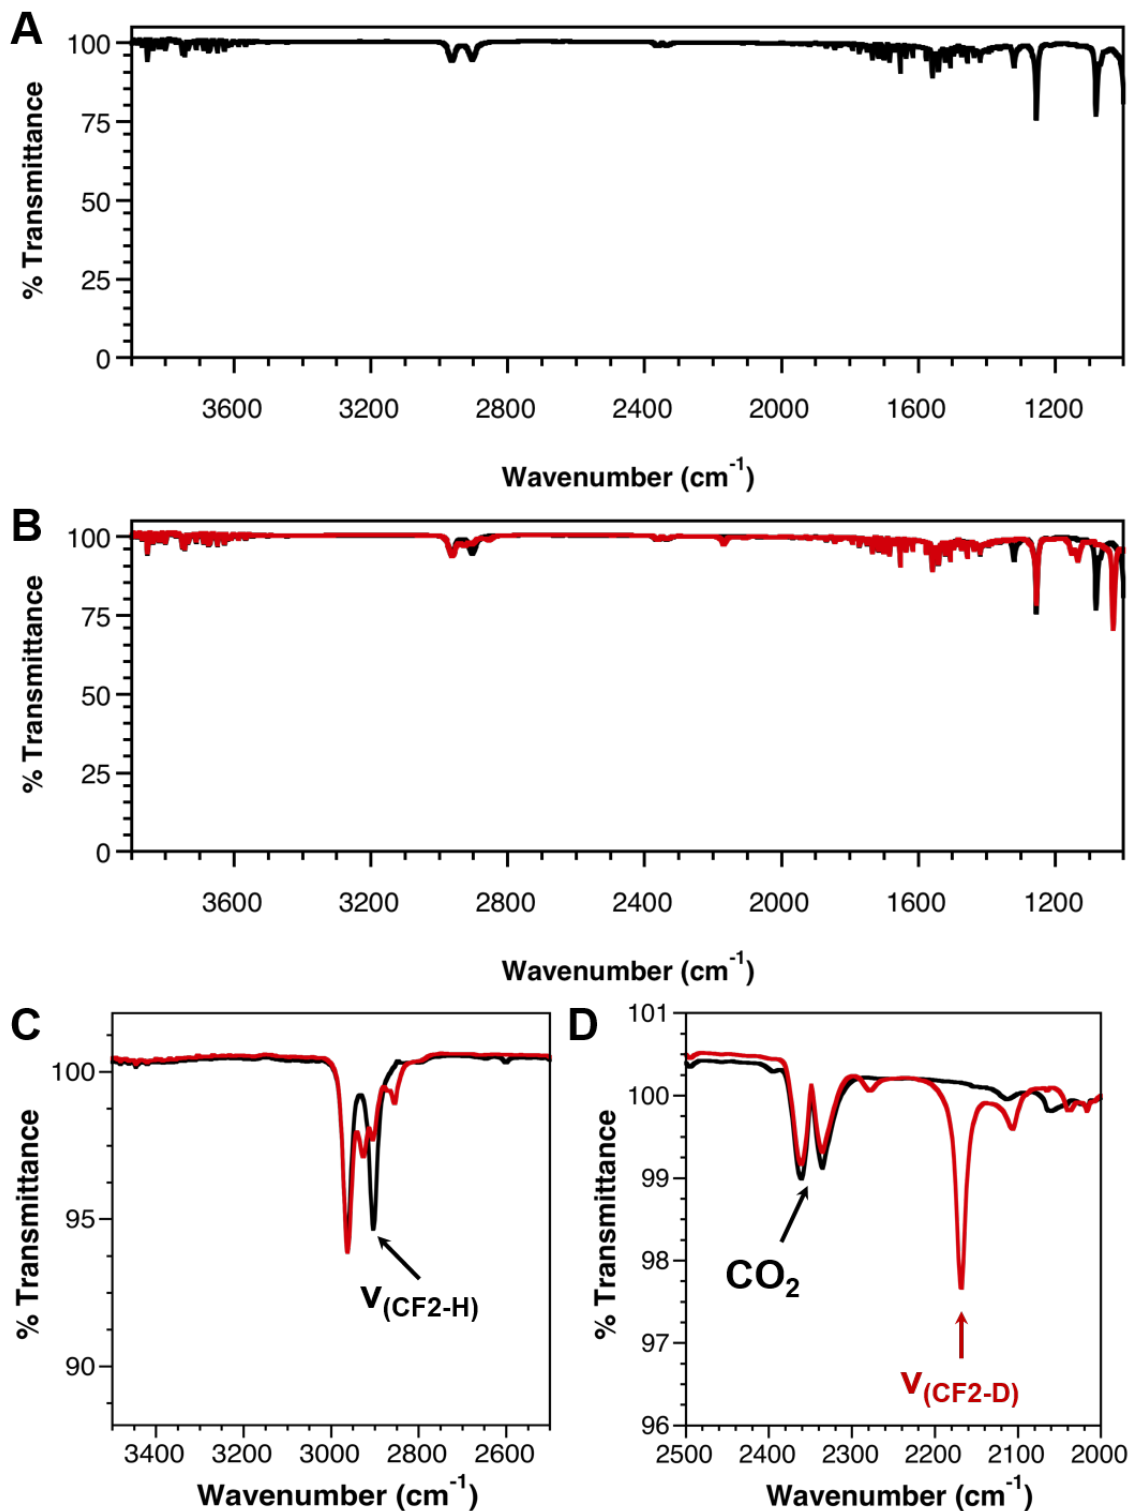 A
% Transmittance
100
75
50
25
0
3600 3200 2800 2400 2000 1600 1200
Wavenumber (cm-1)
B
% Transmittance
100
75
50
25
0
3600 3200 2800 2400 2000 1600 1200
Wavenumber (cm-1)
C
% Transmittance
100
95
90
ν(CF2-H)
3400 3200 3000 2800 2600
Wavenumber (cm-1)
D
% Transmittance
101
100
99
98
97
96
CO2
ν(CF2-D)
2500 2400 2300 2200 2100 2000
Wavenumber (cm-1)